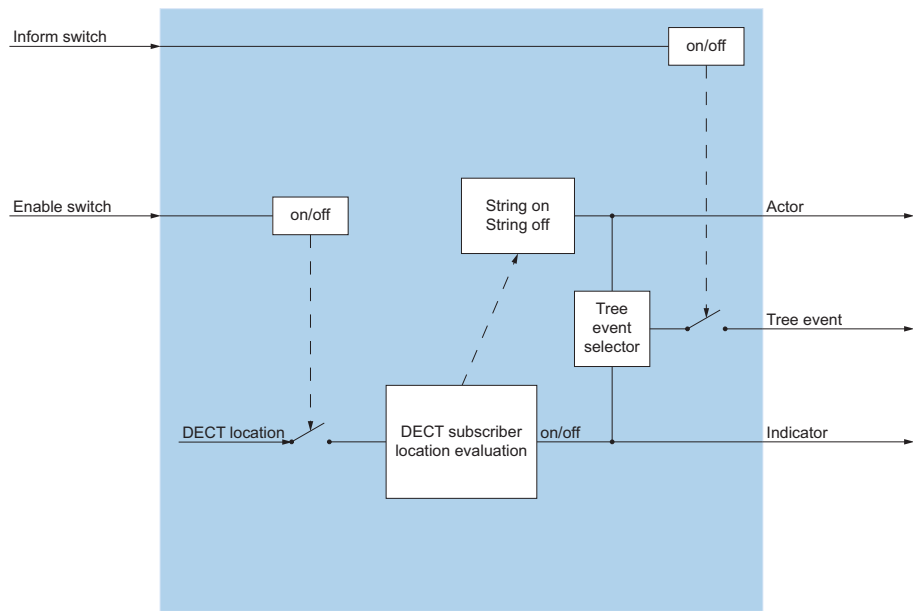 Inform switch
on/off
Enable switch
on/off
String on
String off
Actor
Tree
event
selector
Tree event
DECT location
DECT subscriber
location evaluation
on/off
Indicator